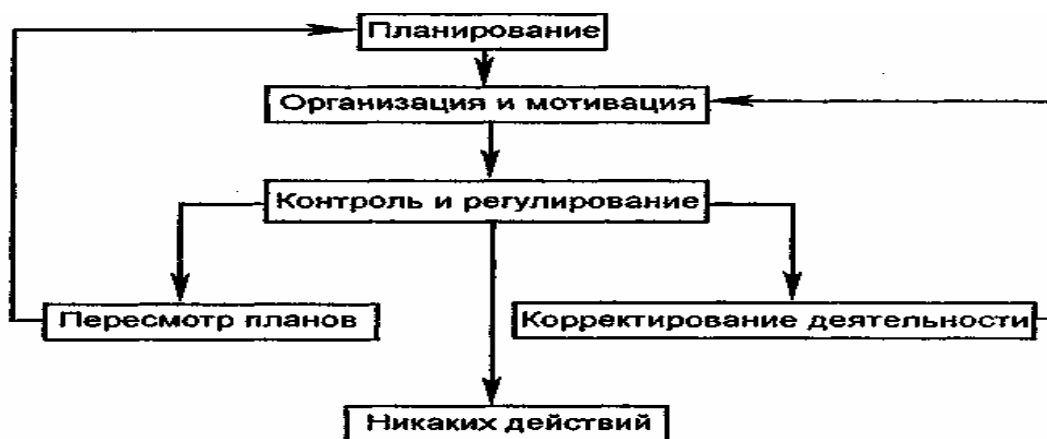 Планирование
Организация и мотивация
Контроль и регулирование
Пересмотр планов
Корректирование деятельности
Никаких действий